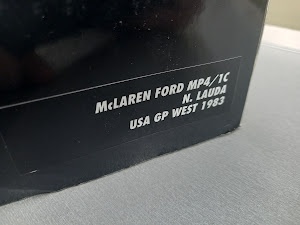 McLAREN FORD MP4/1C
N. LAUDA
USA GP WEST 1983